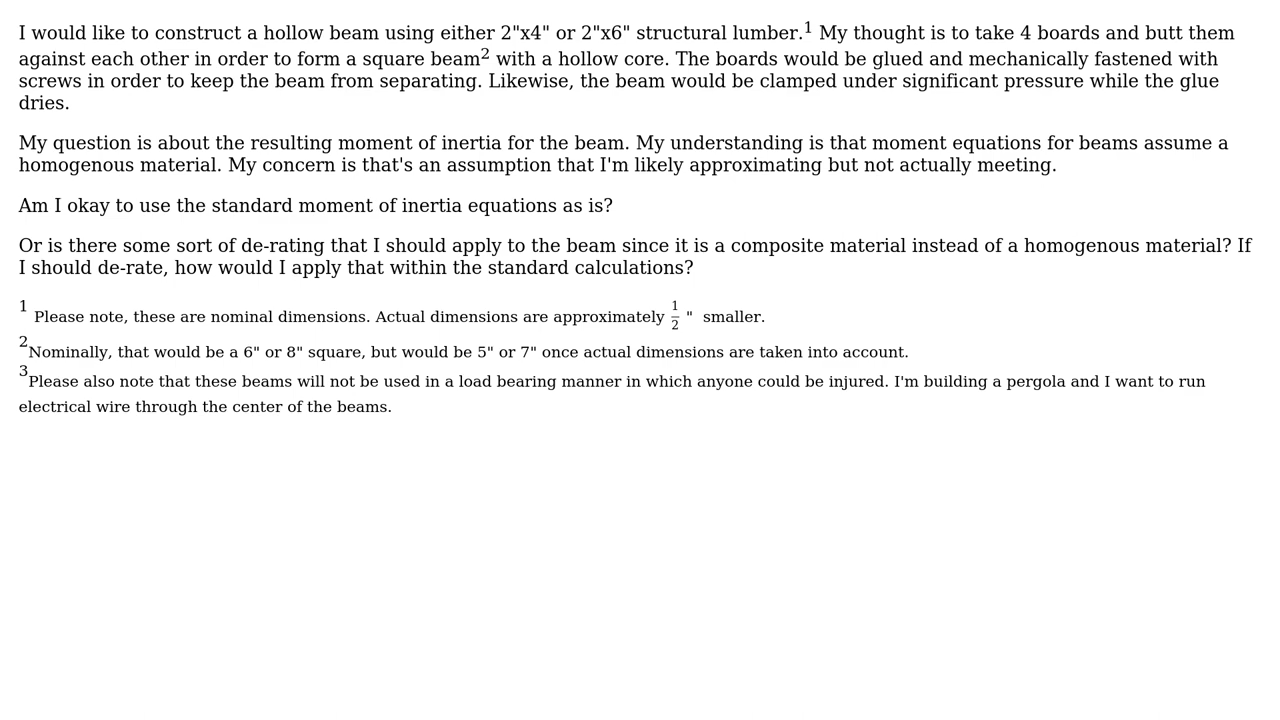 I would like to construct a hollow beam using either 2"x4" or 2"x6" structural lumber.1 My thought is to take 4 boards and butt them
against each other in order to form a square beam2 with a hollow core. The boards would be glued and mechanically fastened with
screws in order to keep the beam from separating. Likewise, the beam would be clamped under significant pressure while the glue
dries.
My question is about the resulting moment of inertia for the beam. My understanding is that moment equations for beams assume a
homogenous material. My concern is that's an assumption that I'm likely approximating but not actually meeting.
Am I okay to use the standard moment of inertia equations as is?
Or is there some sort of de-rating that I should apply to the beam since it is a composite material instead of a homogenous material? If
I should de-rate, how would I apply that within the standard calculations?
1 Please note, these are nominal dimensions. Actual dimensions are approximately 1/2 " smaller.
2Nominally, that would be a 6" or 8" square, but would be 5" or 7" once actual dimensions are taken into account.
3Please also note that these beams will not be used in a load bearing manner in which anyone could be injured. I'm building a pergola and I want to run
electrical wire through the center of the beams.